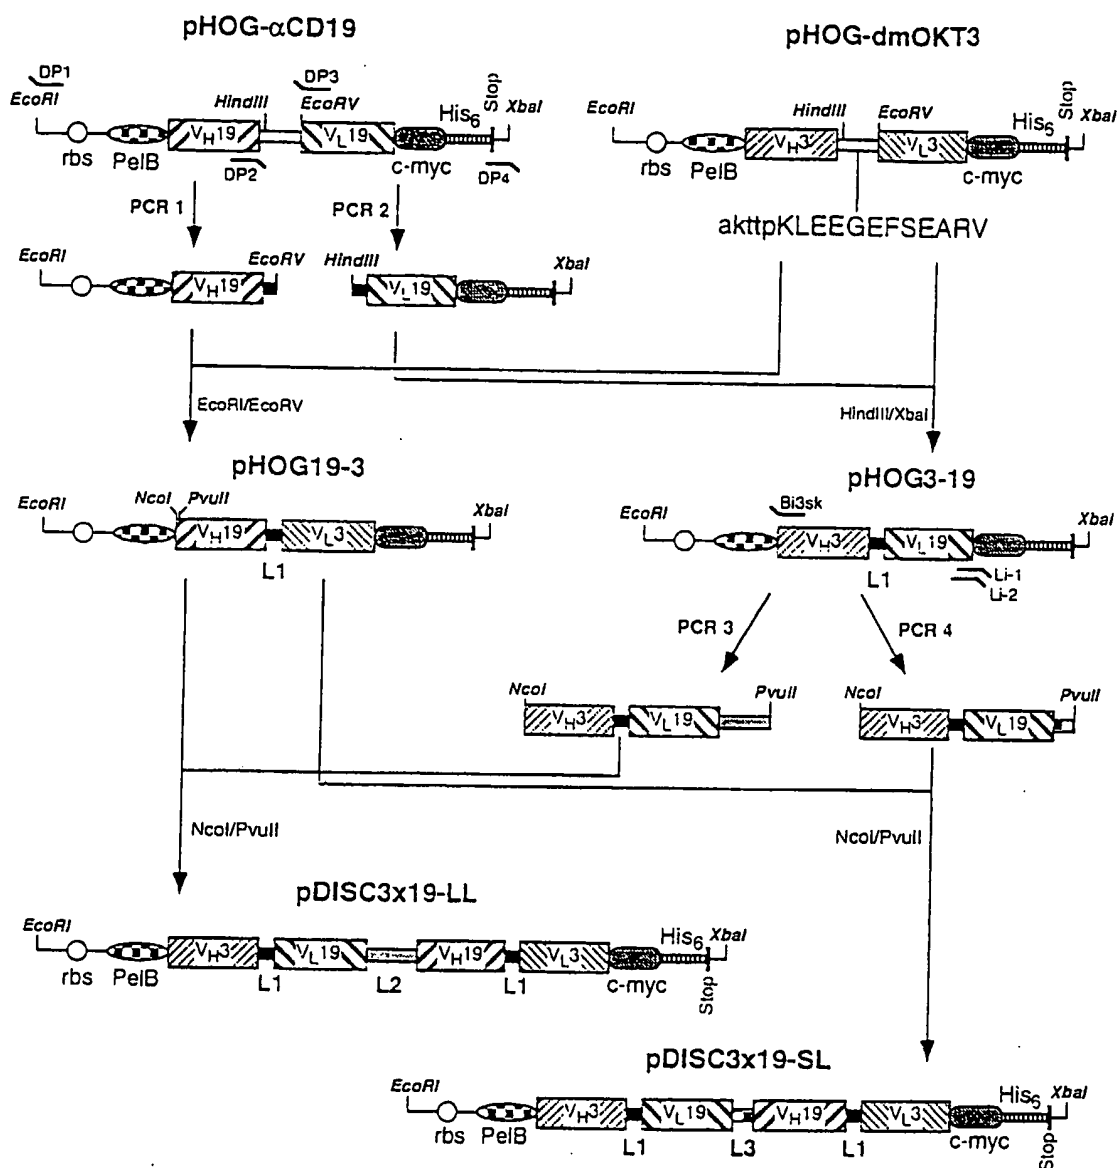 pHOG-αCD19
pHOG-dmOKT3
DP1
DP3
EcoRI
HindIII
EcoRV
His6
Stop
XbaI
VH19
VL19
rbs
PelB
DP2
c-myc
DP4
EcoRI
HindIII
EcoRV
His6
Stop
XbaI
VH3
VL3
rbs
PelB
c-myc
PCR 1
PCR 2
akttpKLEEGEFSEARV
EcoRI
EcoRV
HindIII
XbaI
VH19
VL19
EcoRI/EcoRV
HindIII/XbaI
pHOG19-3
pHOG3-19
EcoRI
NcoI
PvuII
XbaI
VH19
VL3
L1
Bi3sk
EcoRI
XbaI
VH3
VL19
L1
Li-1
Li-2
PCR 3
PCR 4
NcoI
PvuII
VH3
VL19
NcoI
PvuII
VH3
VL19
NcoI/PvuII
NcoI/PvuII
pDISC3x19-LL
EcoRI
His6
XbaI
VH3
VL19
VH19
VL3
rbs
PelB
L1
L2
L1
c-myc
Stop
pDISC3x19-SL
EcoRI
His6
XbaI
VH3
VL19
VH19
VL3
rbs
PelB
L1
L3
L1
c-myc
Stop